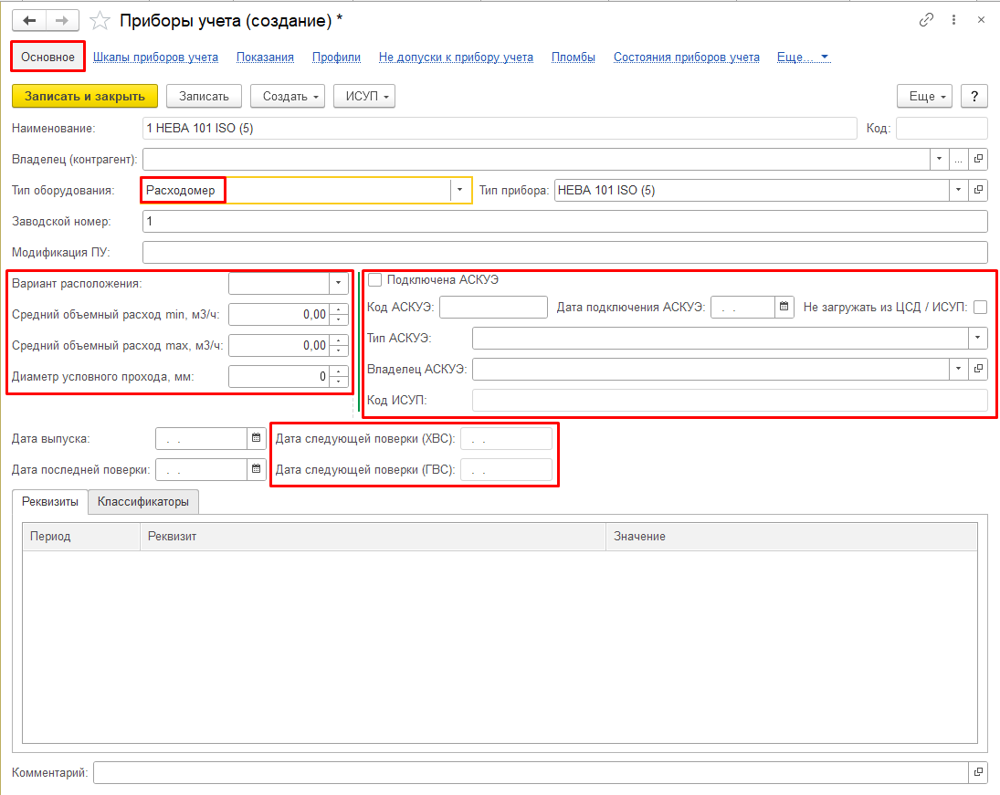 Приборы учета (создание) *
Основное Шкалы приборов учета Показания Профили Не допуски к прибору учета Пломбы Состояния приборов учета Еще...
Записать и закрыть Записать Создать ИСУП Еще ?
Наименование: 1 НЕВА 101 ISO (5) Код:
Владелец (контрагент): ...
Тип оборудования: Расходомер Тип прибора: НЕВА 101 ISO (5)
Заводской номер: 1
Модификация ПУ:
Вариант расположения: Подключена АСКУЭ
Средний объемный расход min, м3/ч: 0,00 Код АСКУЭ: Дата подключения АСКУЭ: . . Не загружать из ЦСД / ИСУП:
Средний объемный расход max, м3/ч: 0,00 Тип АСКУЭ:
Диаметр условного прохода, мм: 0 Владелец АСКУЭ:
Код ИСУП:
Дата выпуска: . . Дата следующей поверки (ХВС): . .
Дата последней поверки: . . Дата следующей поверки (ГВС): . .
Реквизиты Классификаторы
Период Реквизит Значение
Комментарий: